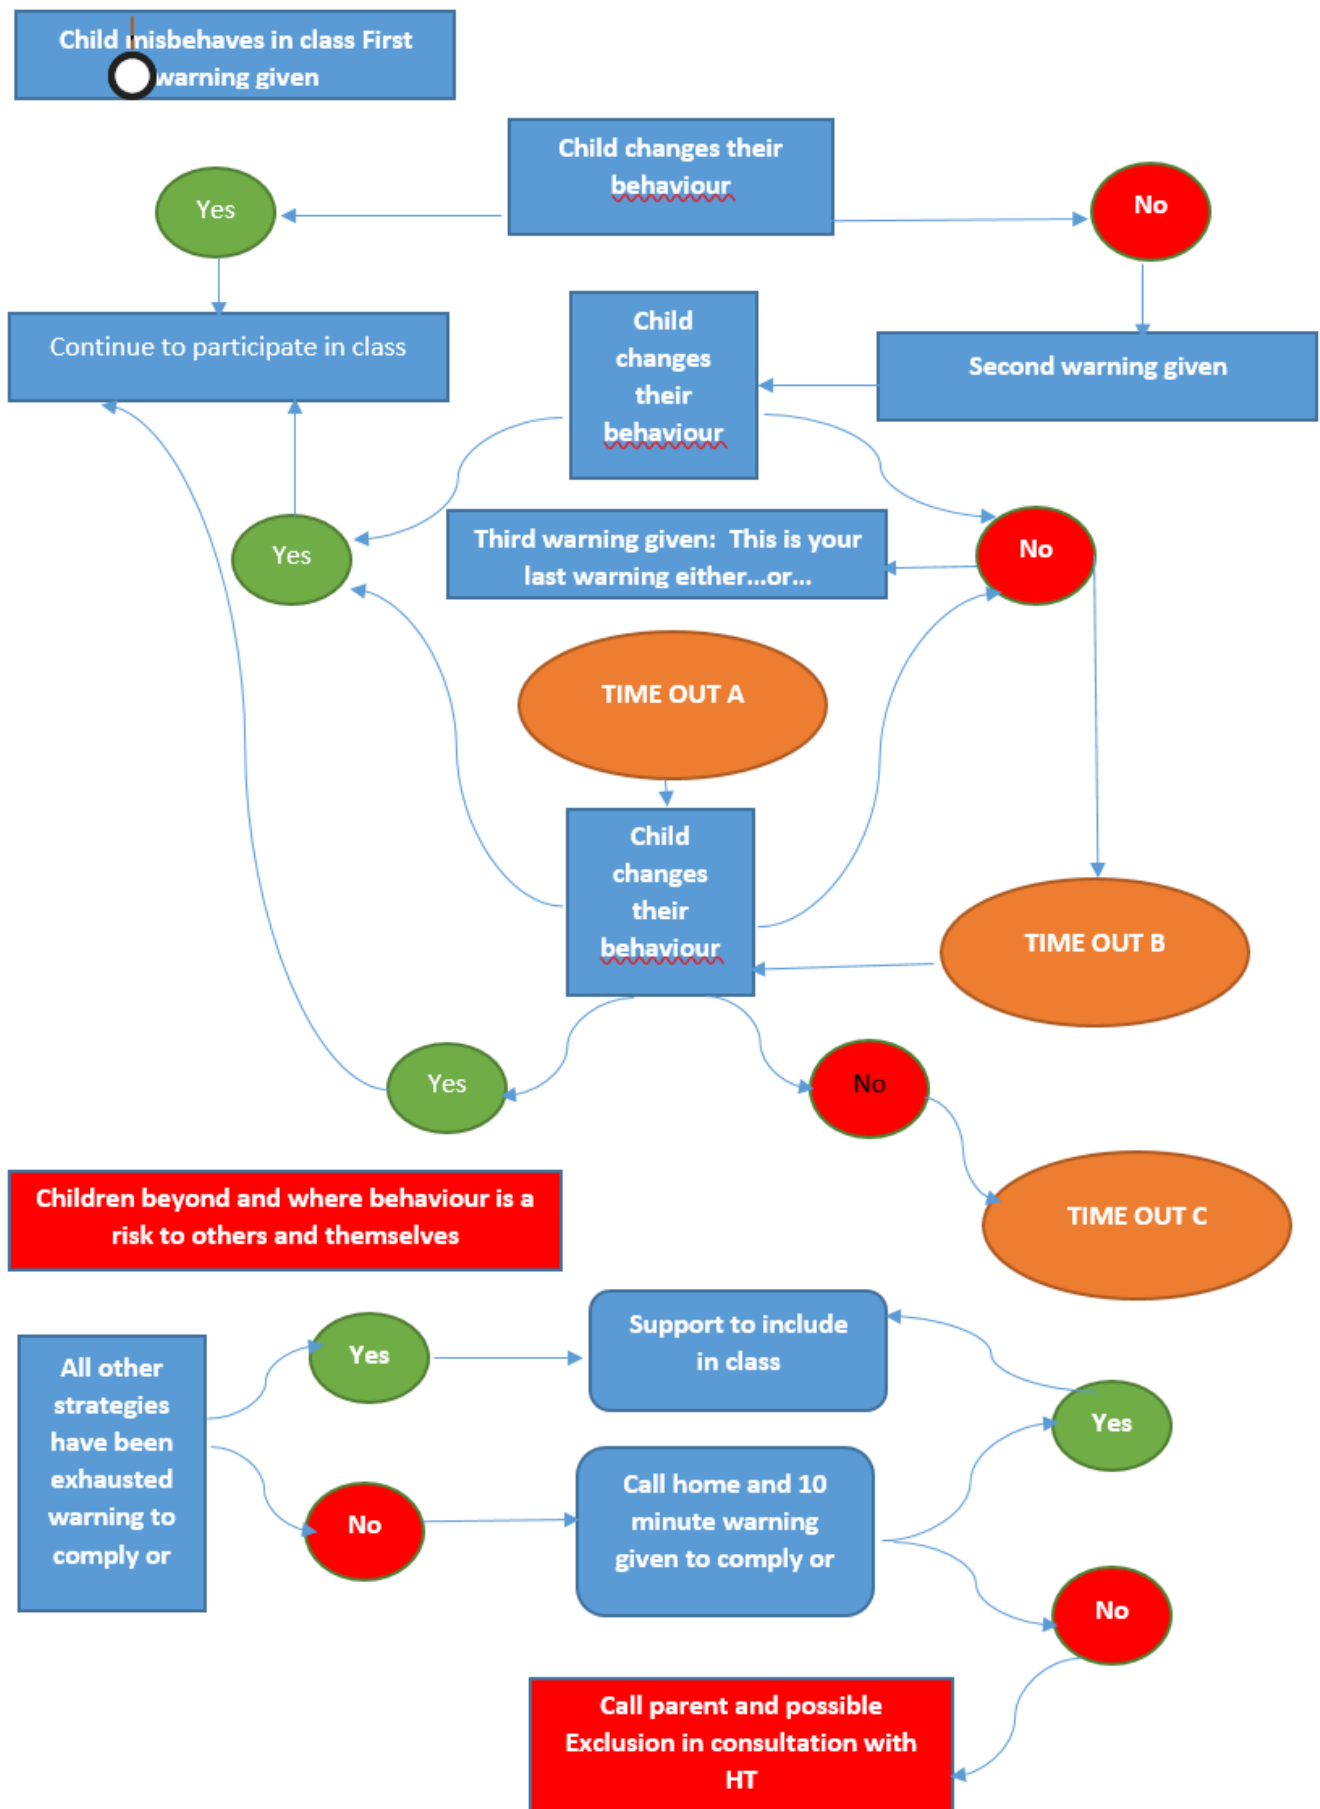 Child misbehaves in class First
warning given
Child changes their
behaviour
Yes
No
Continue to participate in class
Child
changes
their
behaviour
Second warning given
Yes
Third warning given:  This is your
last warning either...or...
No
TIME OUT A
Child
changes
their
behaviour
TIME OUT B
Yes
No
Children beyond and where behaviour is a
risk to others and themselves
TIME OUT C
All other
strategies
have been
exhausted
warning to
comply or
Yes
Support to include
in class
Yes
No
Call home and 10
minute warning
given to comply or
No
Call parent and possible
Exclusion in consultation with
HT